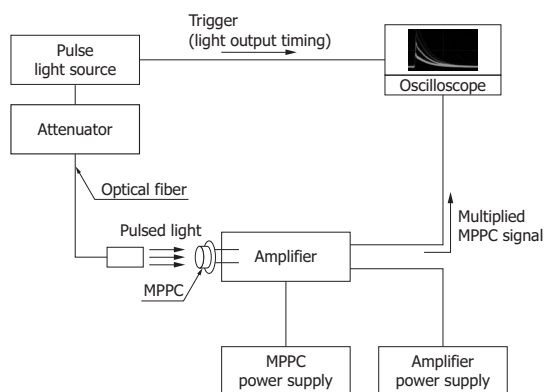 Trigger
(light output timing)
Pulse
light source
Oscilloscope
Attenuator
Optical fiber
Pulsed light
Multiplied
MPPC signal
Amplifier
MPPC
MPPC
power supply
Amplifier
power supply